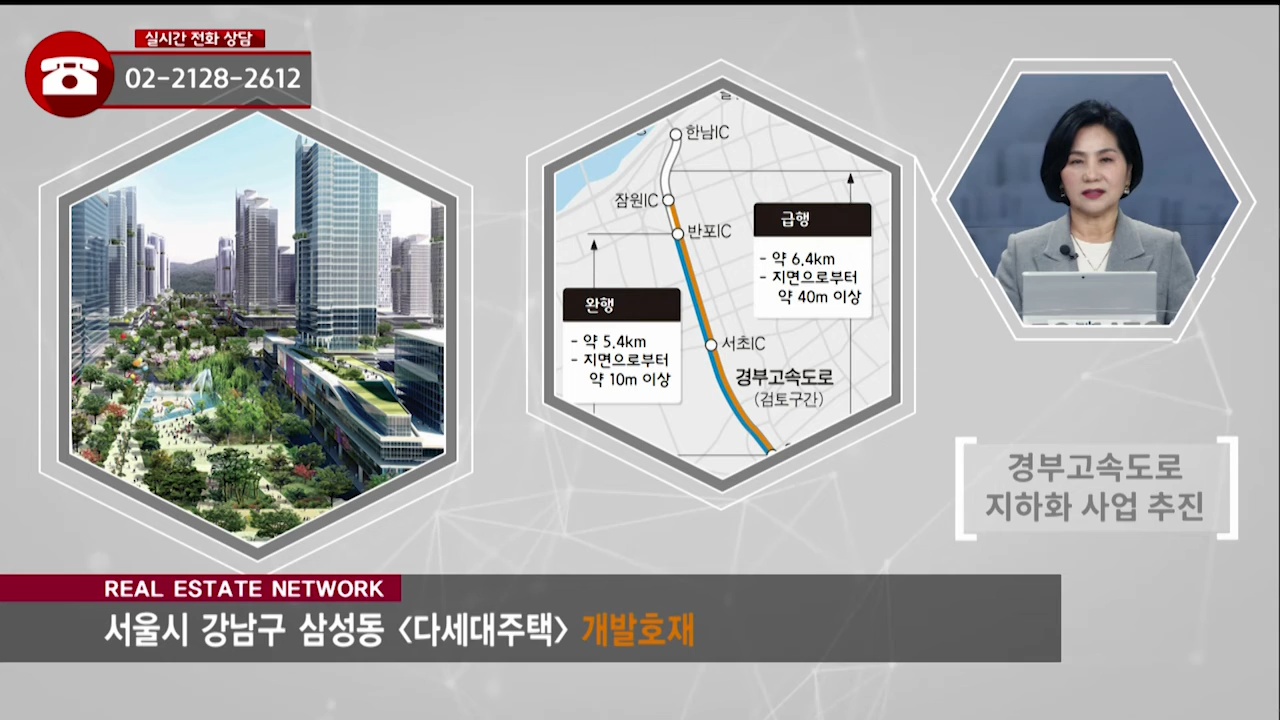 실시간 전화 상담
02-2128-2612
한남IC
잠원IC
반포IC
급행
- 약 6.4km
- 지면으로부터
약 40m 이상
완행
- 약 5.4km
- 지면으로부터
약 10m 이상
서초IC
경부고속도로
(검토구간)
경부고속도로
지하화 사업 추진
REAL ESTATE NETWORK
서울시 강남구 삼성동 <다세대주택> 개발호재